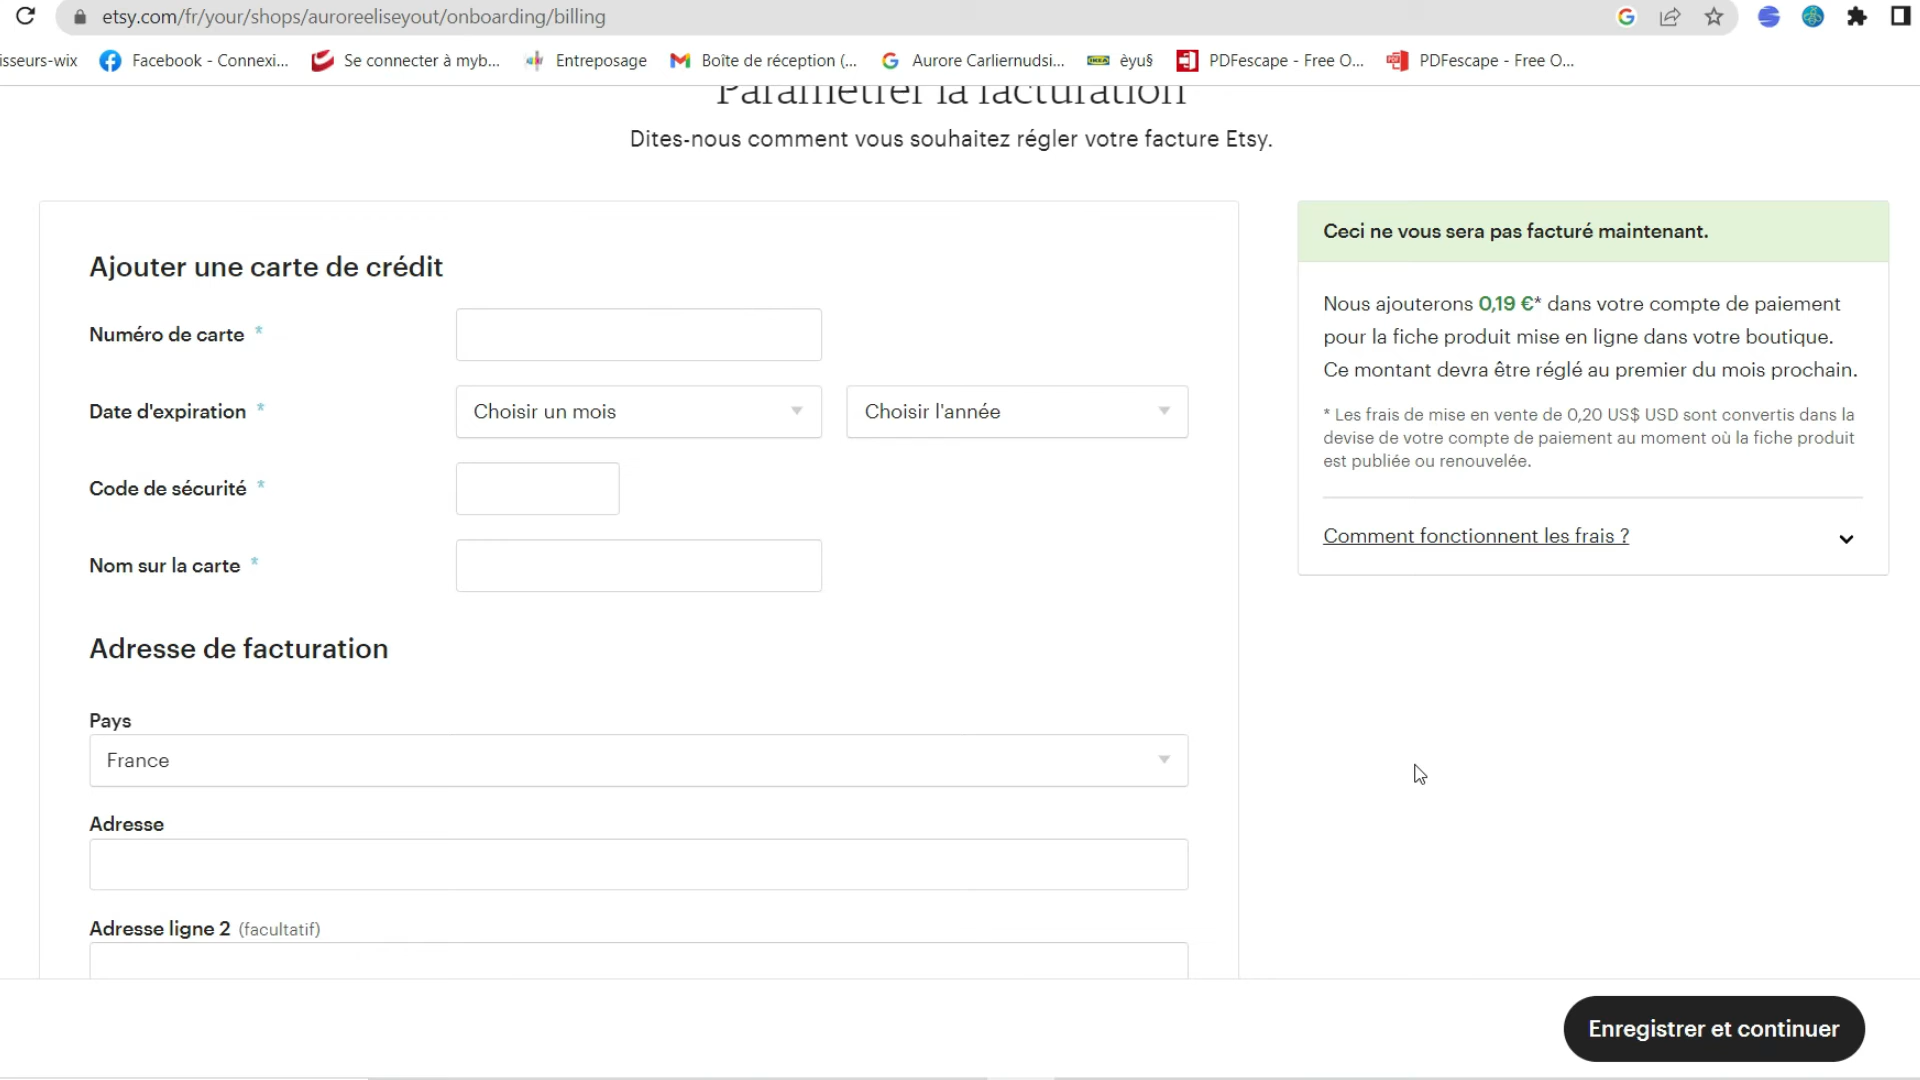 etsy.com/fr/your/shops/auroreeliseyout/onboarding/billing
isseurs-wix Facebook - Connexi... Se connecter à myb... Entreposage Boîte de réception (... Aurore Carliernudsi... IKEA èyu§ PDFescape - Free O... PDFescape - Free O...
Paramétrer la facturation
Dites-nous comment vous souhaitez régler votre facture Etsy.
Ajouter une carte de crédit
Numéro de carte *
Date d'expiration * Choisir un mois Choisir l'année
Code de sécurité *
Nom sur la carte *
Adresse de facturation
Pays
France
Adresse
Adresse ligne 2 (facultatif)
Ceci ne vous sera pas facturé maintenant.
Nous ajouterons 0,19 €* dans votre compte de paiement
pour la fiche produit mise en ligne dans votre boutique.
Ce montant devra être réglé au premier du mois prochain.
* Les frais de mise en vente de 0,20 US$ USD sont convertis dans la
devise de votre compte de paiement au moment où la fiche produit
est publiée ou renouvelée.
Comment fonctionnent les frais ?
Enregistrer et continuer